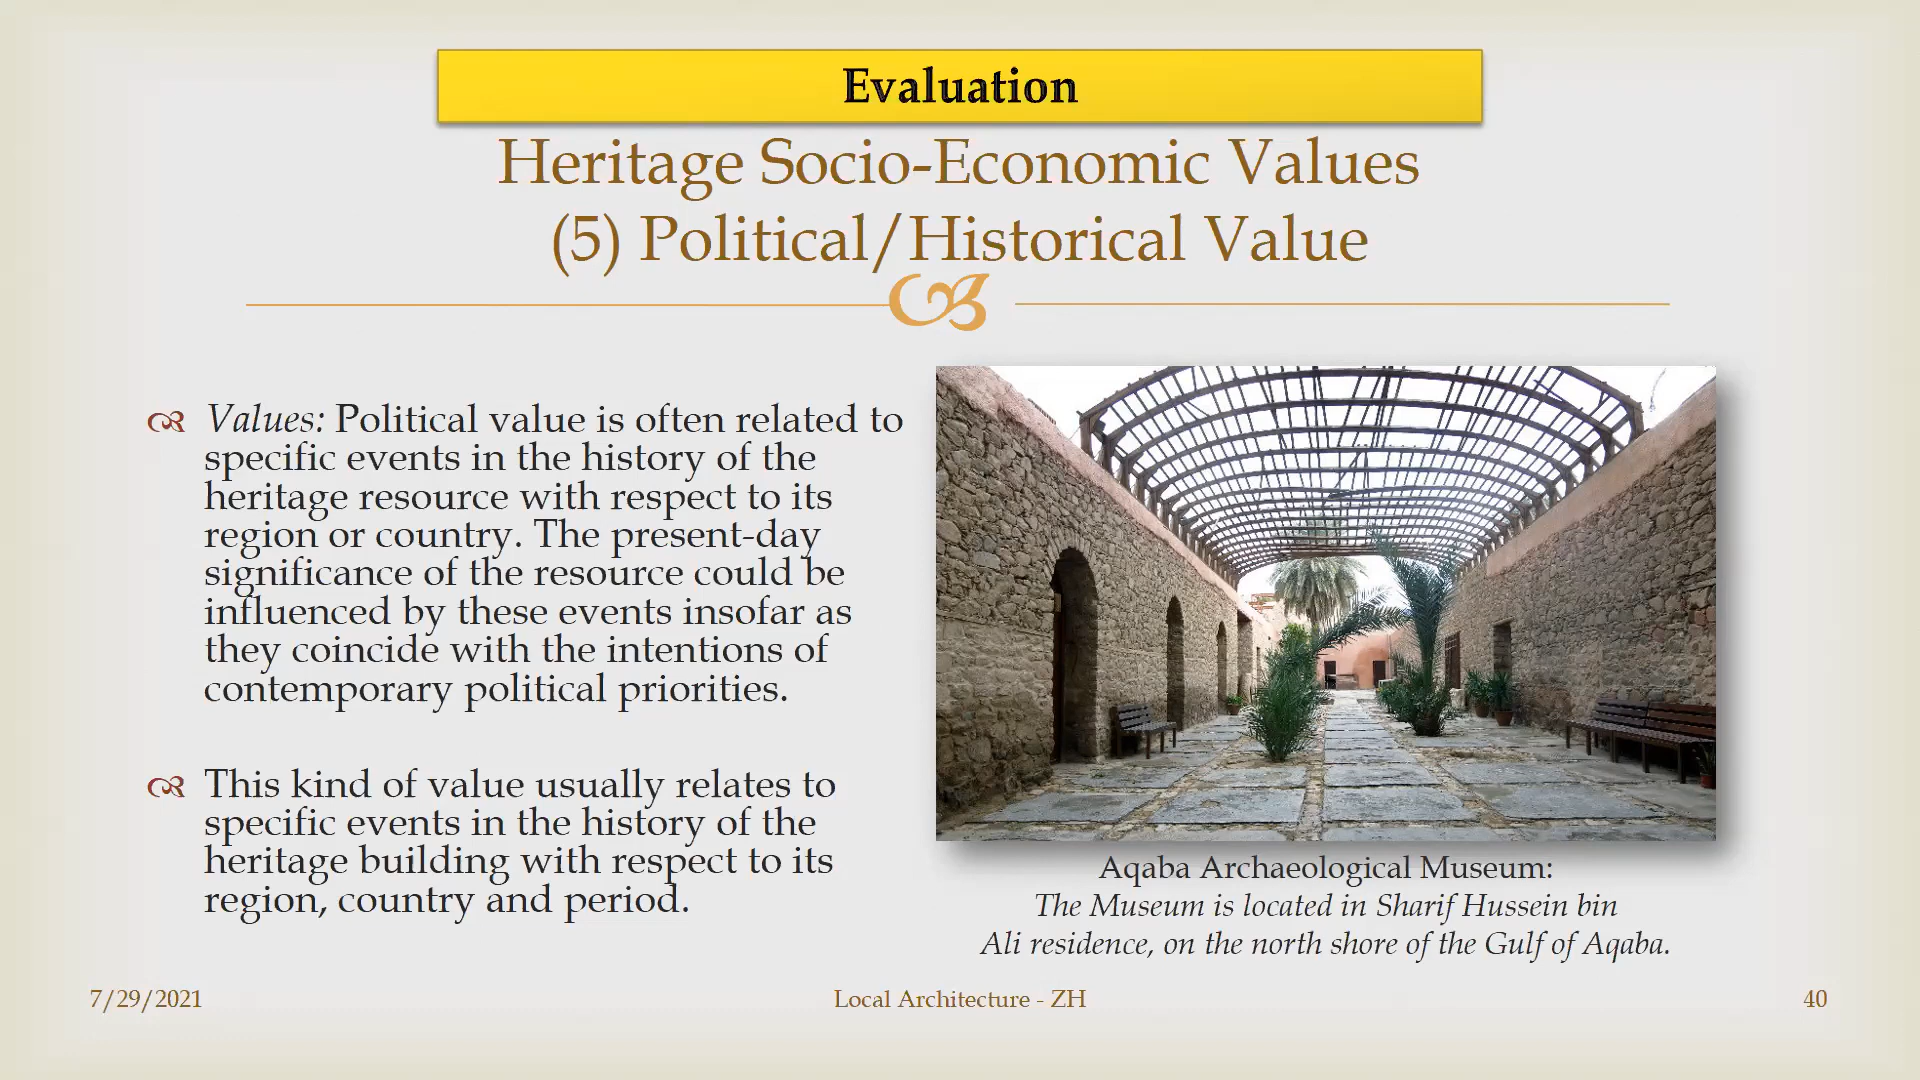 Evaluation
Heritage Socio-Economic Values
(5) Political/Historical Value
Values: Political value is often related to
specific events in the history of the
heritage resource with respect to its
region or country. The present-day
significance of the resource could be
influenced by these events insofar as
they coincide with the intentions of
contemporary political priorities.
This kind of value usually relates to
specific events in the history of the
heritage building with respect to its
region, country and period.
Aqaba Archaeological Museum:
The Museum is located in Sharif Hussein bin
Ali residence, on the north shore of the Gulf of Aqaba.
7/29/2021
Local Architecture - ZH
40